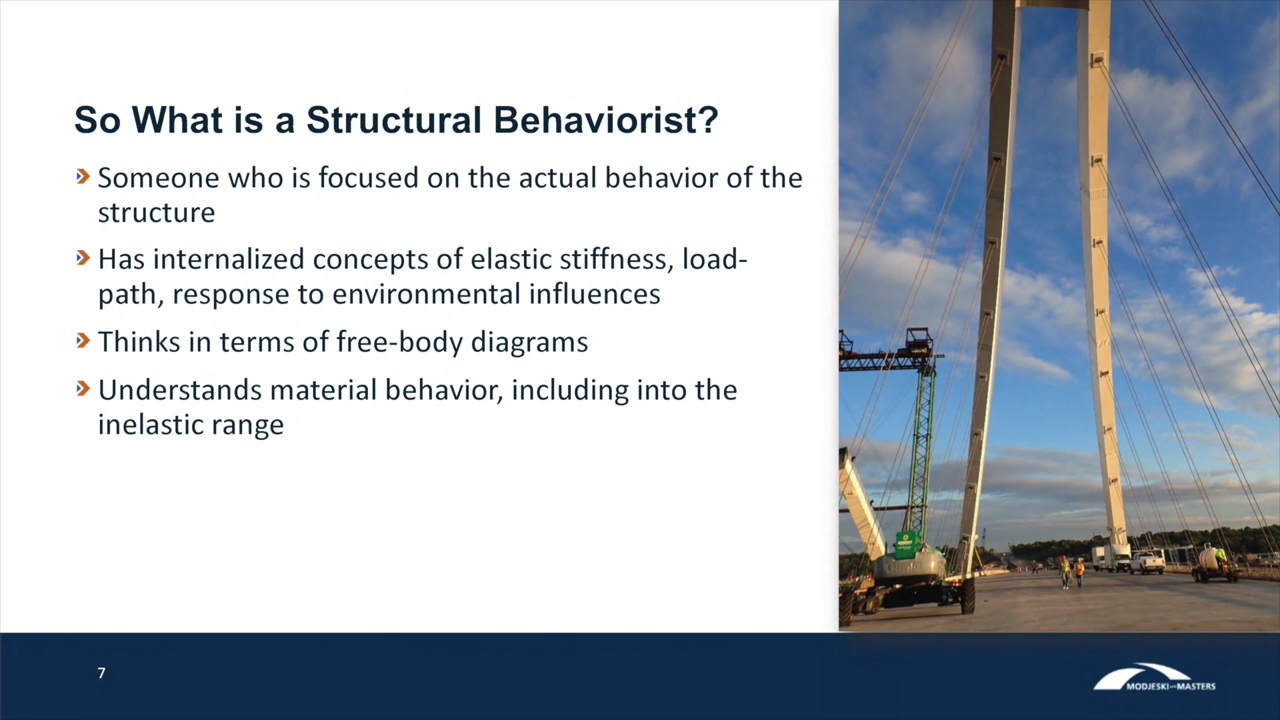 So What is a Structural Behaviorist?
Someone who is focused on the actual behavior of the
structure
Has internalized concepts of elastic stiffness, load-
path, response to environmental influences
Thinks in terms of free-body diagrams
Understands material behavior, including into the
inelastic range
7
MODJESKI and MASTERS